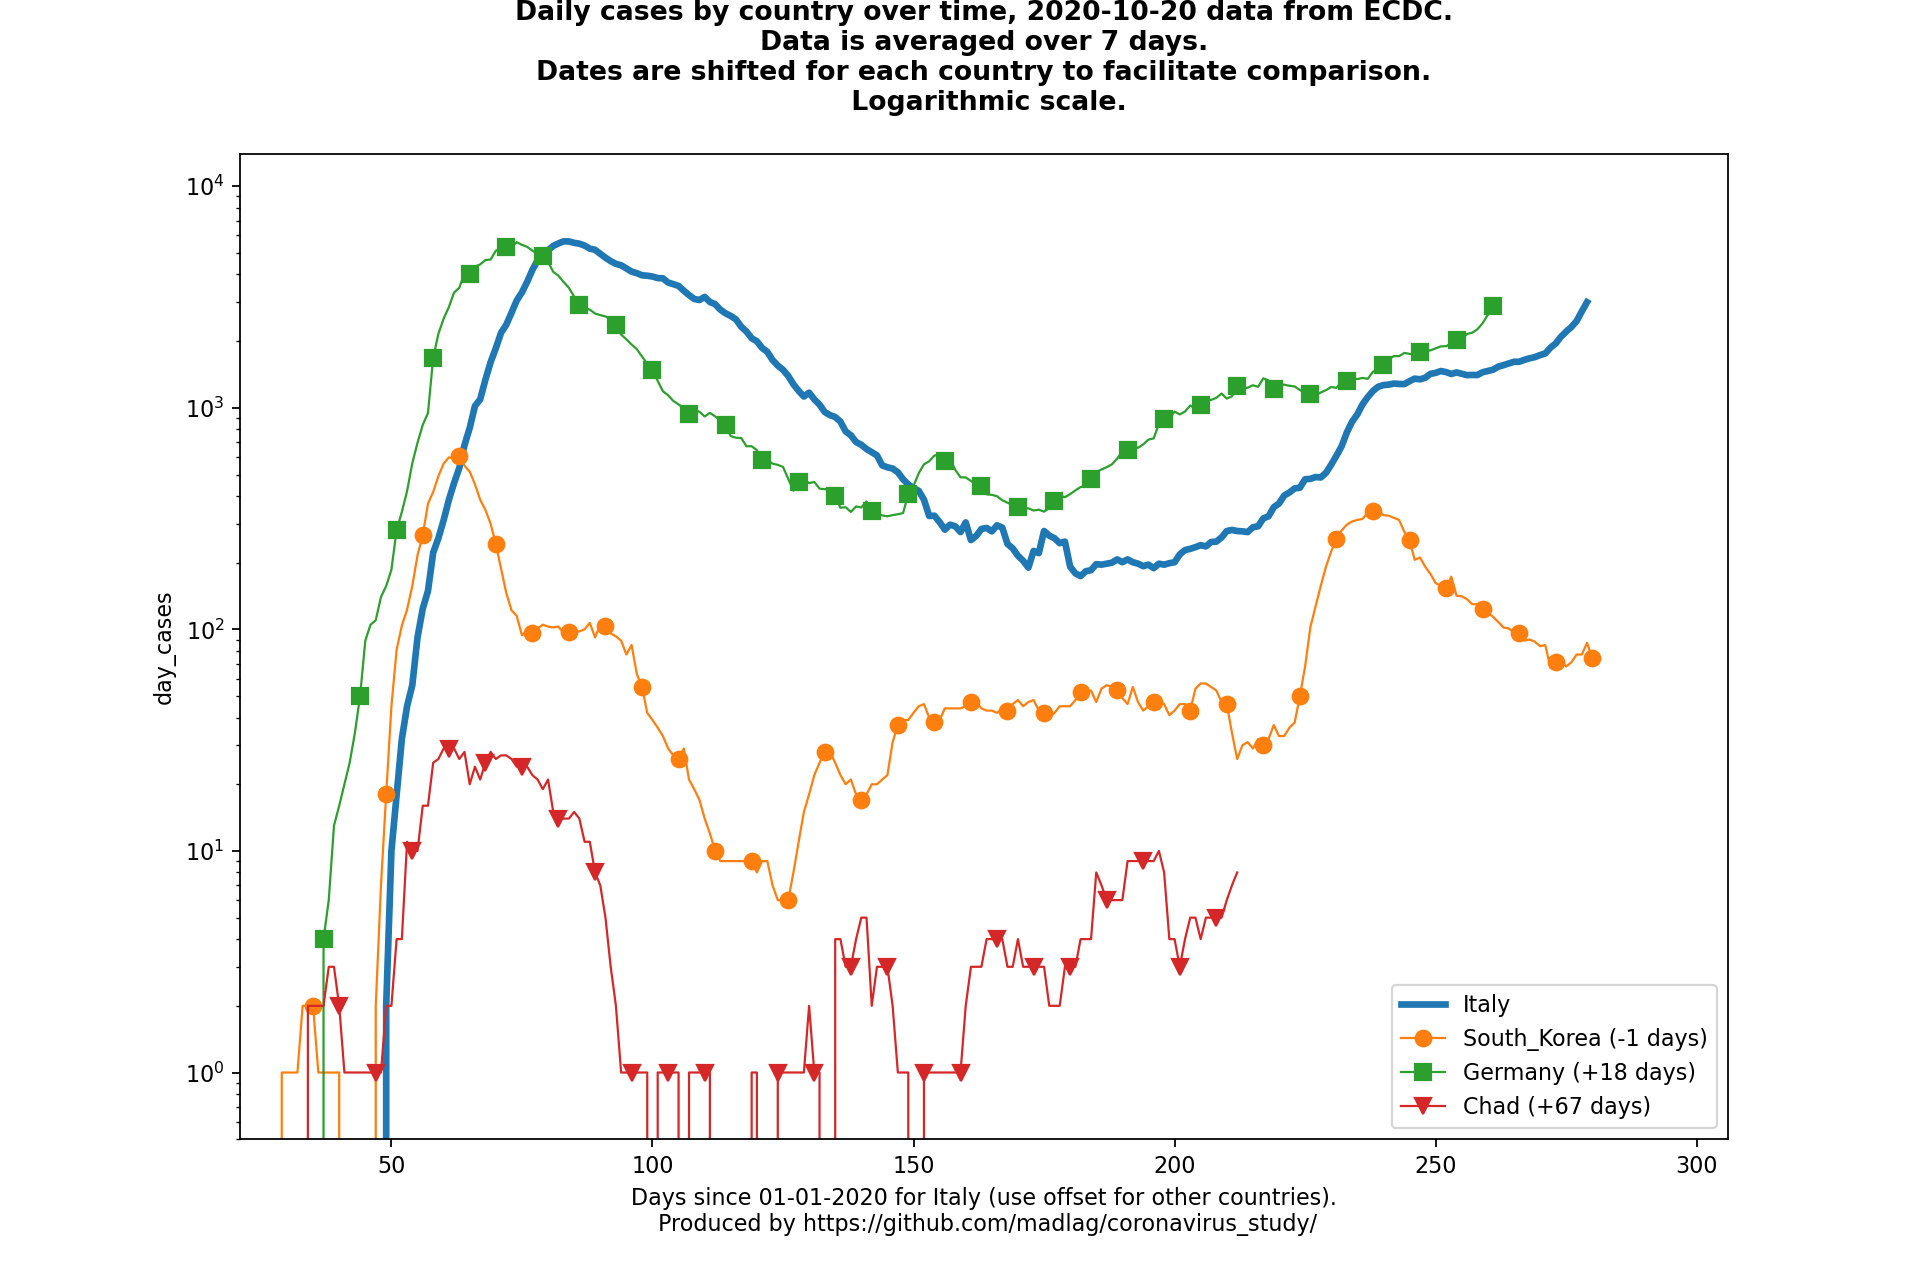 Daily cases by country over time, 2020-10-20 data from ECDC.
Data is averaged over 7 days.
Dates are shifted for each country to facilitate comparison.
Logarithmic scale.
10⁴
10³
10²
10¹
10⁰
day_cases
50
100
150
200
250
300
Italy
South_Korea (-1 days)
Germany (+18 days)
Chad (+67 days)
Days since 01-01-2020 for Italy (use offset for other countries).
Produced by https://github.com/madlag/coronavirus_study/